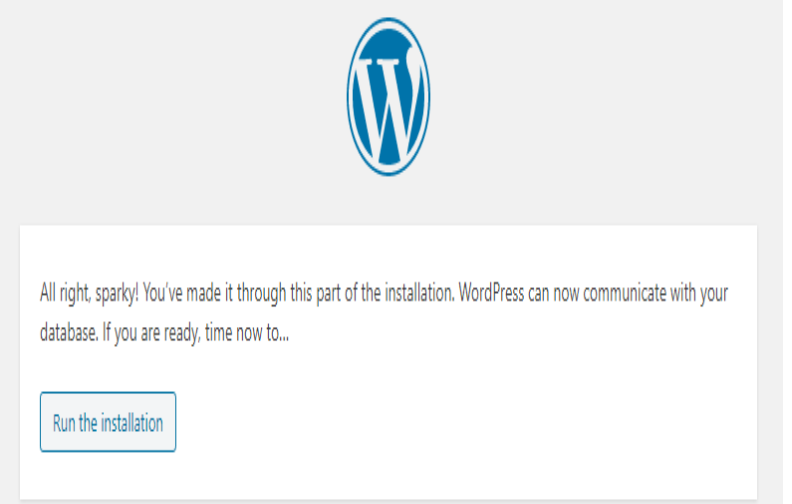 All right, sparky! You’ve made it through this part of the installation. WordPress can now communicate with your
database. If you are ready, time now to…
Run the installation